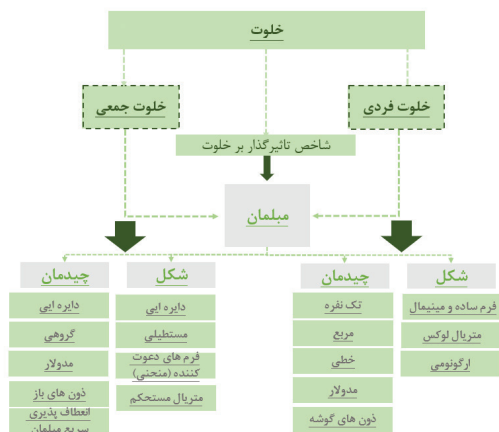 خلوت
خلوت فردی
خلوت جمعی
شاخص تاثیرگذار بر خلوت
مبلمان
شکل
فرم ساده و مینیمال
متریال لوکس
ارگونومی
چیدمان
تک نفره
مربع
خطی
مدولار
ذون های گوشه
شکل
دایره ایی
مستطیلی
فرم های دعوت
کننده (منحنی)
متریال مستحکم
چیدمان
دایره ایی
گروهی
مدولار
ذون های باز
انعطاف پذیری
سریع مبلمان